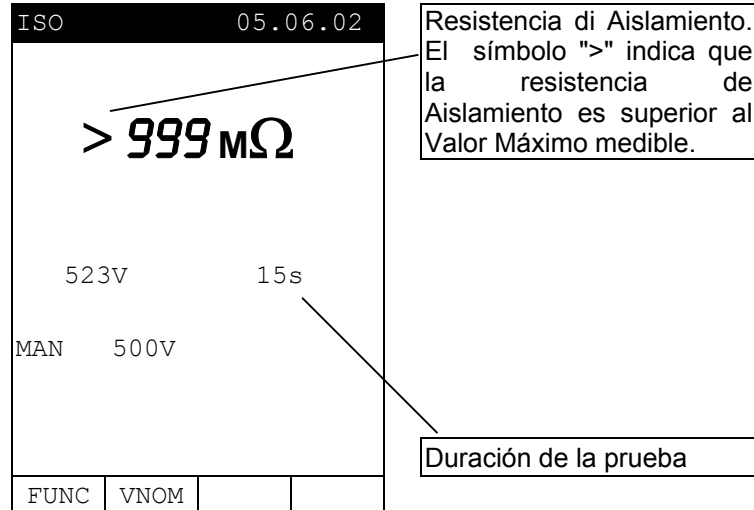 ISO 05.06.02
> 999 MΩ
523V 15s
MAN 500V
FUNC VNOM
Resistencia di Aislamiento.
El símbolo ">" indica que
la resistencia de
Aislamiento es superior al
Valor Máximo medible.
Duración de la prueba